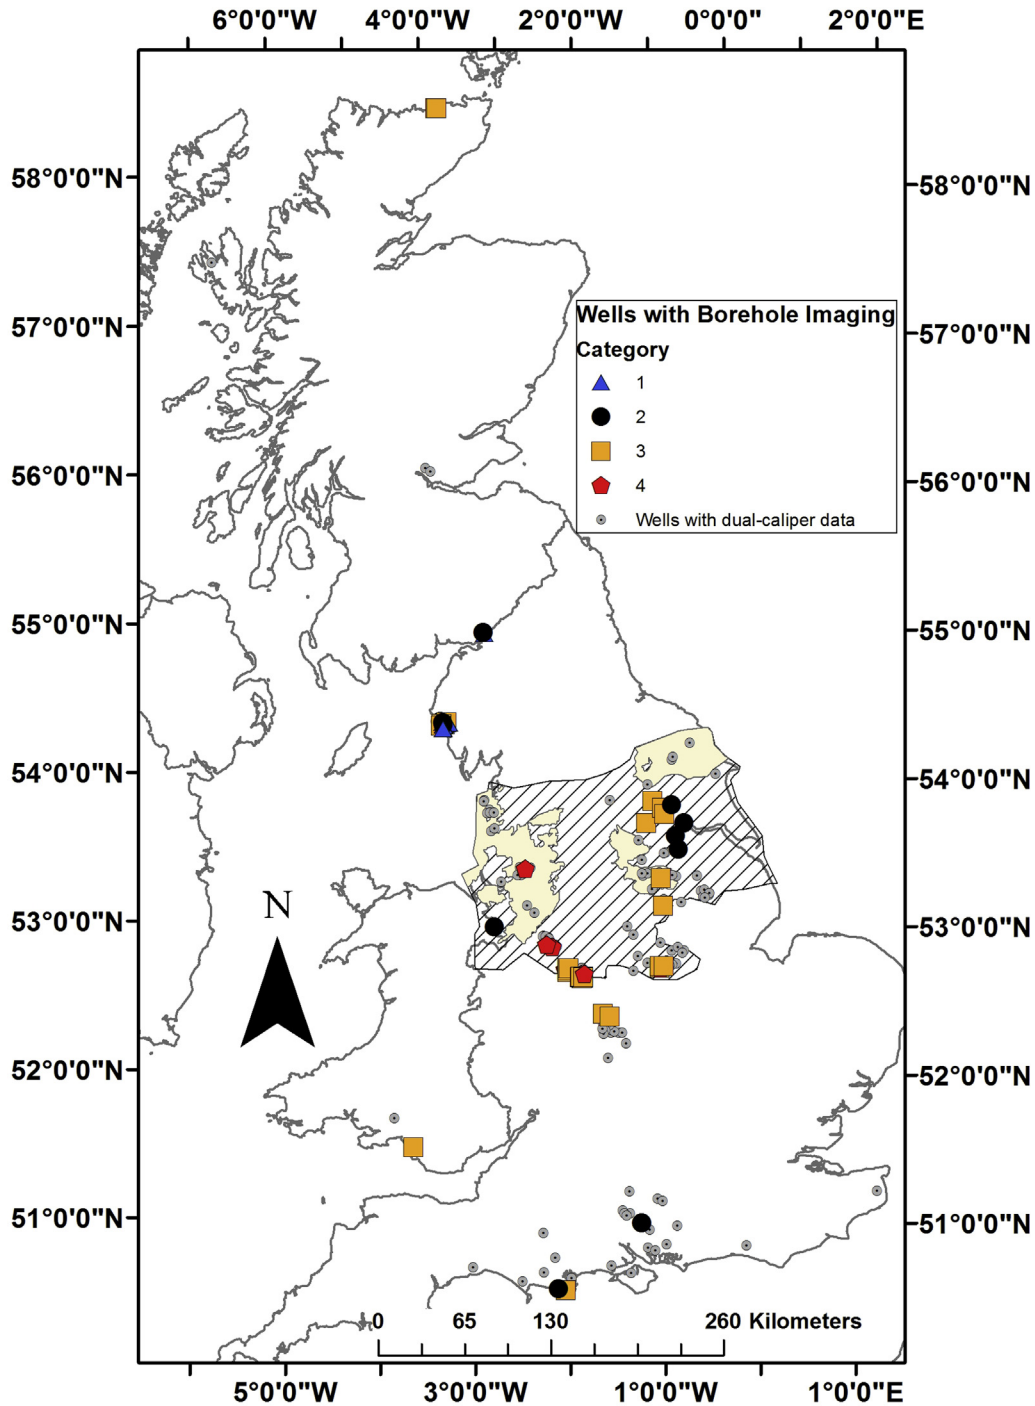 6°0'0"W 4°0'0"W 2°0'0"W 0°0'0" 2°0'0"E
58°0'0"N 58°0'0"N
57°0'0"N 57°0'0"N
Wells with Borehole Imaging
Category
1
2
3
4
Wells with dual-caliper data
56°0'0"N 56°0'0"N
55°0'0"N 55°0'0"N
54°0'0"N 54°0'0"N
N
53°0'0"N 53°0'0"N
52°0'0"N 52°0'0"N
51°0'0"N 51°0'0"N
0 65 130 260 Kilometers
5°0'0"W 3°0'0"W 1°0'0"W 1°0'0"E